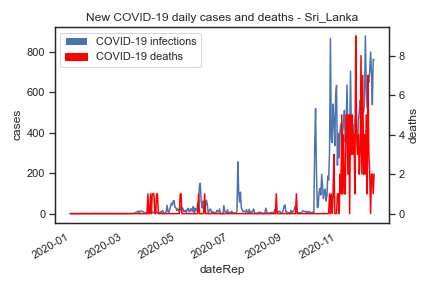 New COVID-19 daily cases and deaths - Sri_Lanka
COVID-19 infections
COVID-19 deaths
800
600
400
200
0
cases
8
6
4
2
0
deaths
2020-01
2020-03
2020-05
2020-07
2020-09
2020-11
dateRep